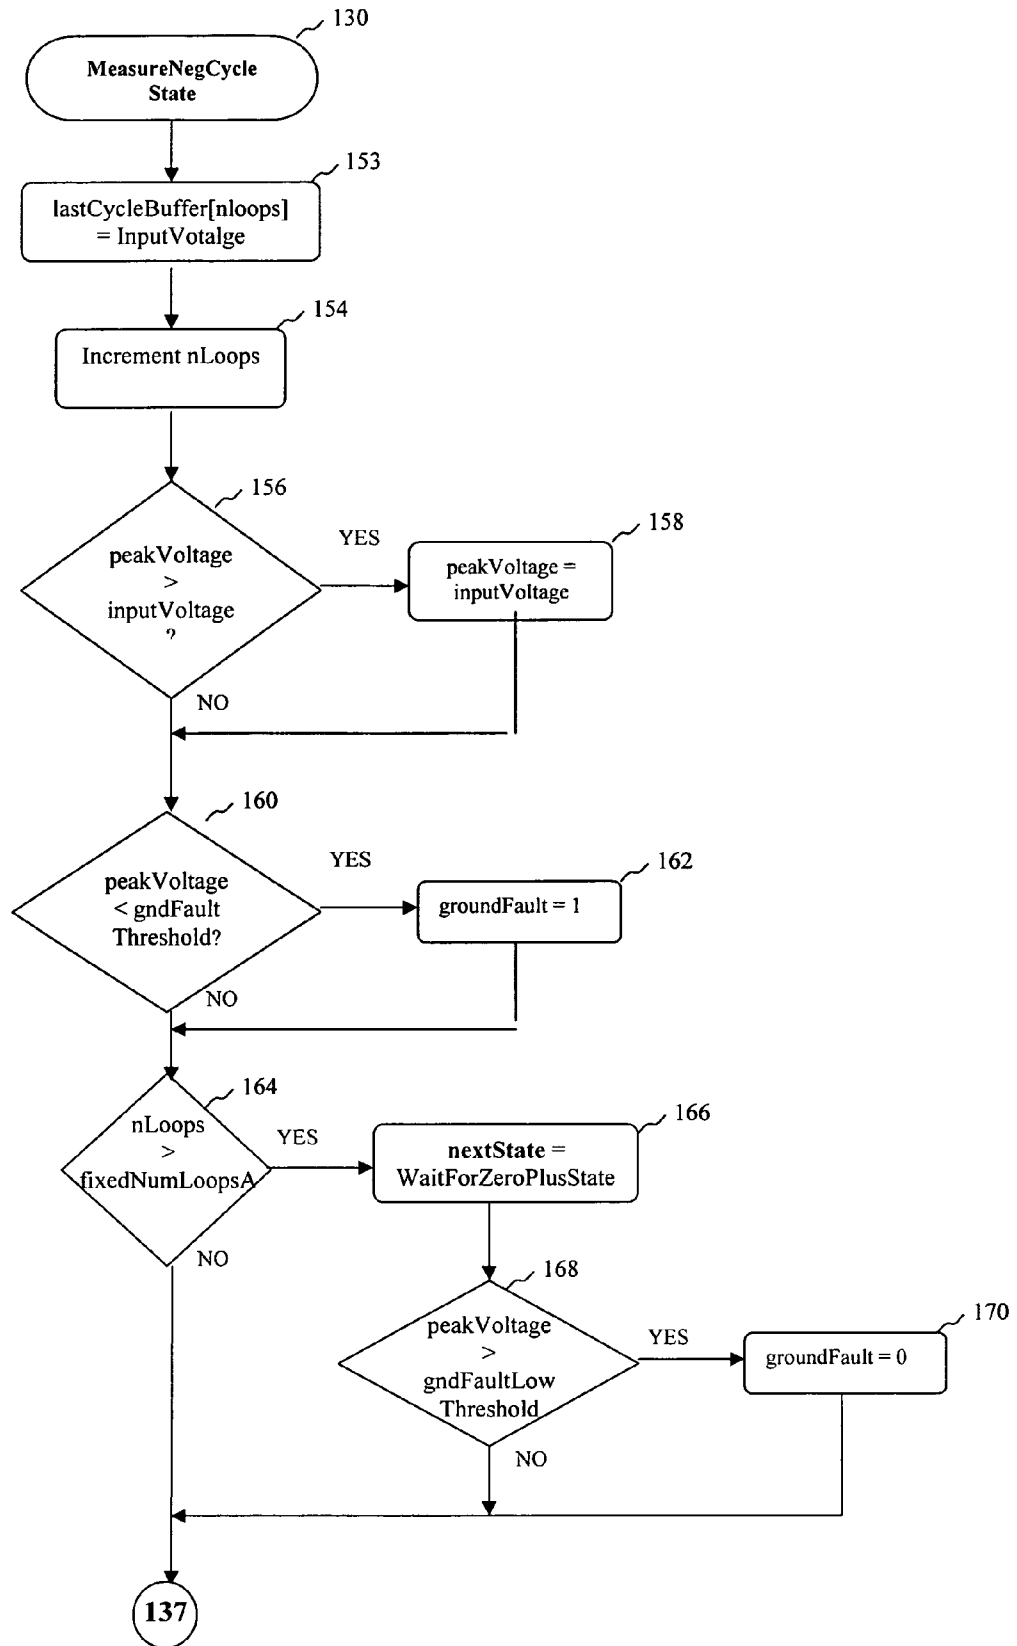 130
MeasureNegCycle
State
153
lastCycleBuffer[nloops]
= InputVotalge
154
Increment nLoops
156
peakVoltage
>
inputVoltage
?
YES
158
peakVoltage =
inputVoltage
NO
160
peakVoltage
< gndFault
Threshold?
YES
162
groundFault = 1
NO
164
nLoops
>
fixedNumLoopsA
YES
166
nextState =
WaitForZeroPlusState
NO
168
peakVoltage
>
gndFaultLow
Threshold
YES
170
groundFault = 0
NO
137